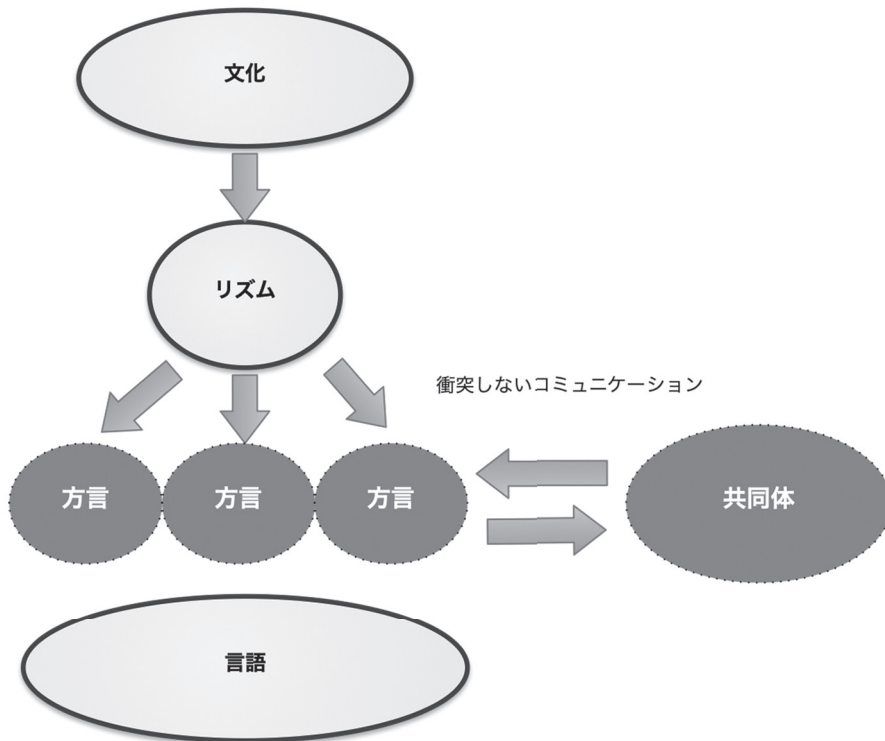 文化
リズム
衝突しないコミュニケーション
方言
方言
方言
共同体
言語